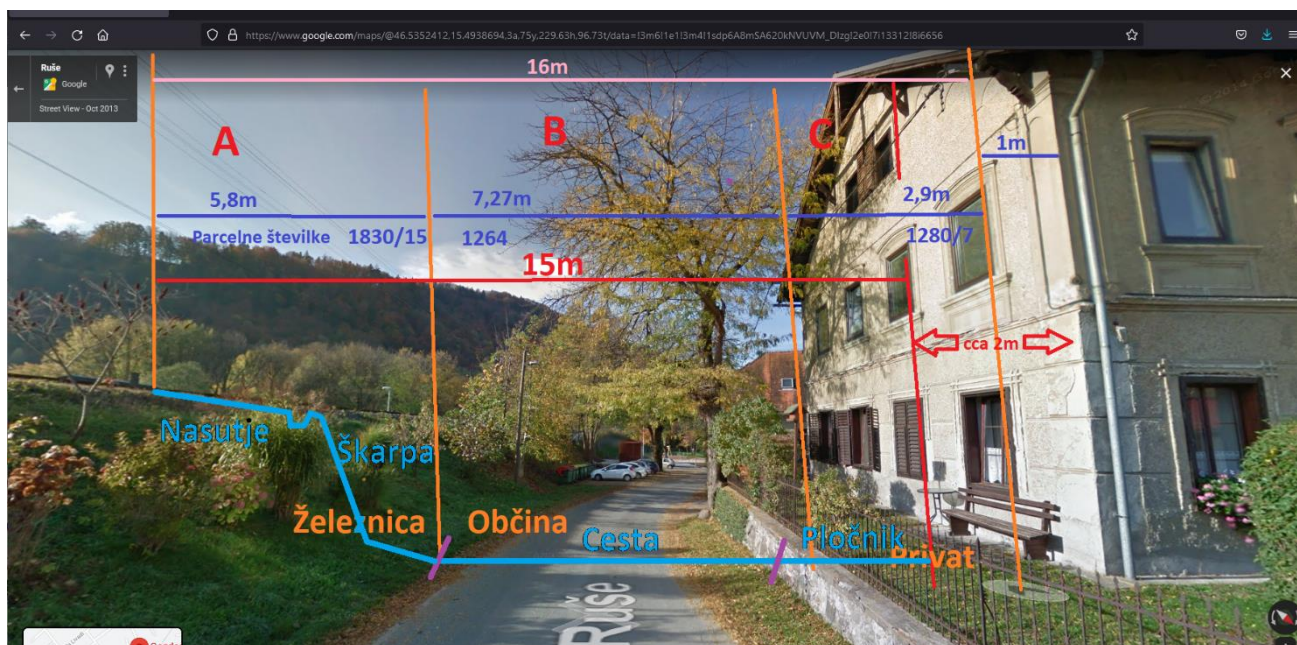 https://www.google.com/maps/@46.5352412,15.4938694,3a,75y,229.63h,96.73t/data=!3m6!1e1!3m4!1sdp6A8mSA620kNVUVM_DIzg!2e0!7i13312!8i6656
Ruše
Google
Street View - Oct 2013
16m
A
B
C
1m
5,8m
7,27m
2,9m
Parcelne številke 1830/15
1264
1280/7
15m
cca 2m
Nasutje
Škarpa
Železnica
Občina
Cesta
Pločnik
Privat
Ruše